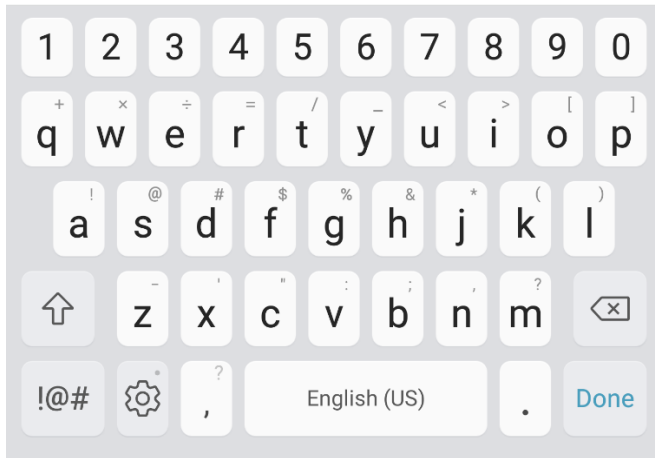 1 2 3 4 5 6 7 8 9 0
+ × ÷ = / _ < > [ ]
q w e r t y u i o p
! @ # $ % & * ( )
a s d f g h j k l
- ' " : ; , ?
z x c v b n m
?
!@# , English (US) . Done